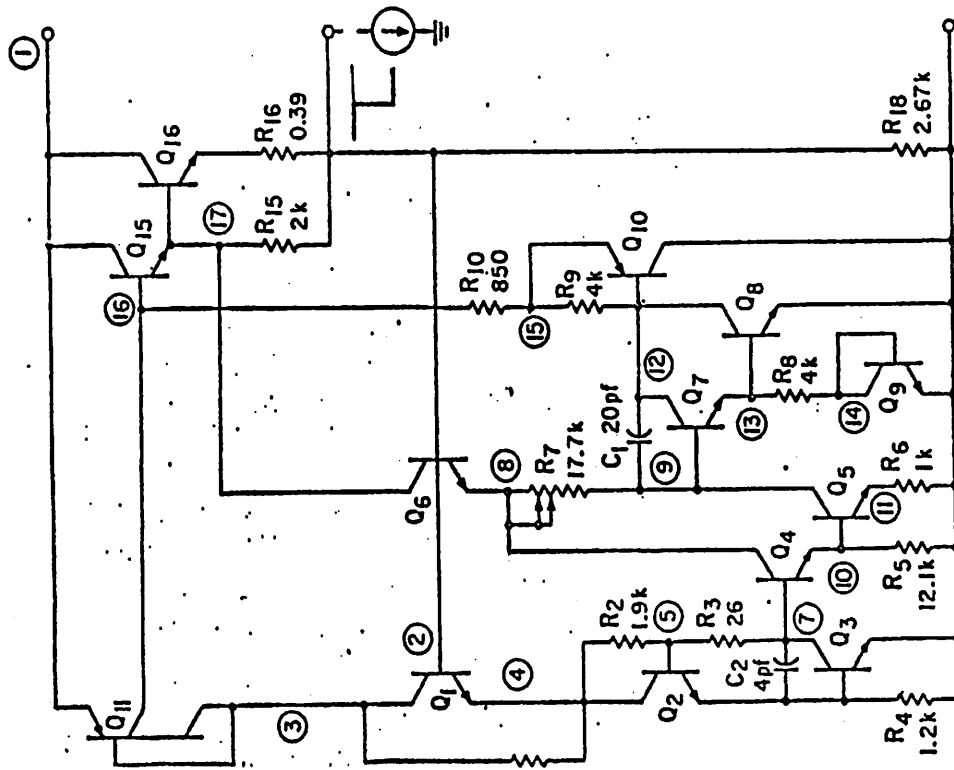 ①
Q11
Q15
Q16
⑯
⑰
R15
2k
R16
0.39
③
②
Q1
④
Q6
⑧
R7
17.7k
R10
850
⑮
R9
4k
Q10
C1 20pf
⑫
⑨
Q7
Q8
⑬
R8
4k
⑭
Q9
R18
2.67k
R2
1.9k
⑤
Q2
R3
26
⑦
C2
4pf
Q3
R4
1.2k
Q4
⑩
R5
12.1k
Q5
⑪
R6
1k